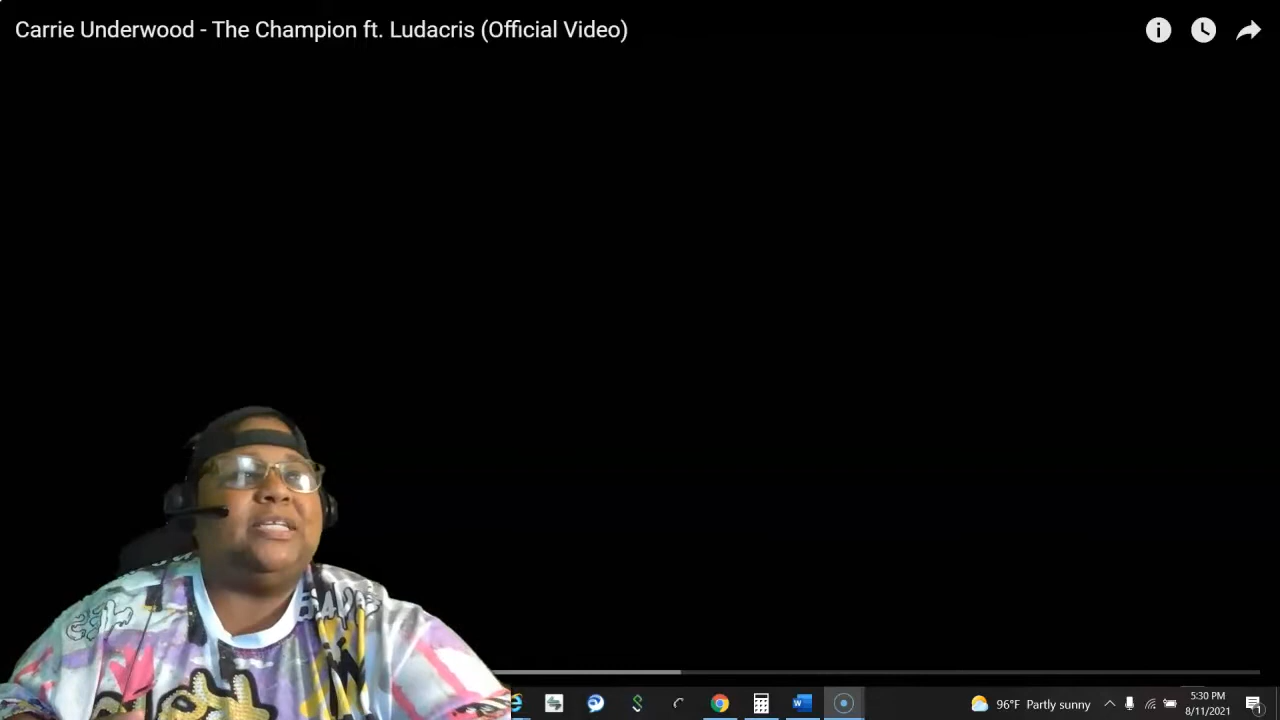 Carrie Underwood - The Champion ft. Ludacris (Official Video)
96°F Partly sunny
5:30 PM
8/11/2021